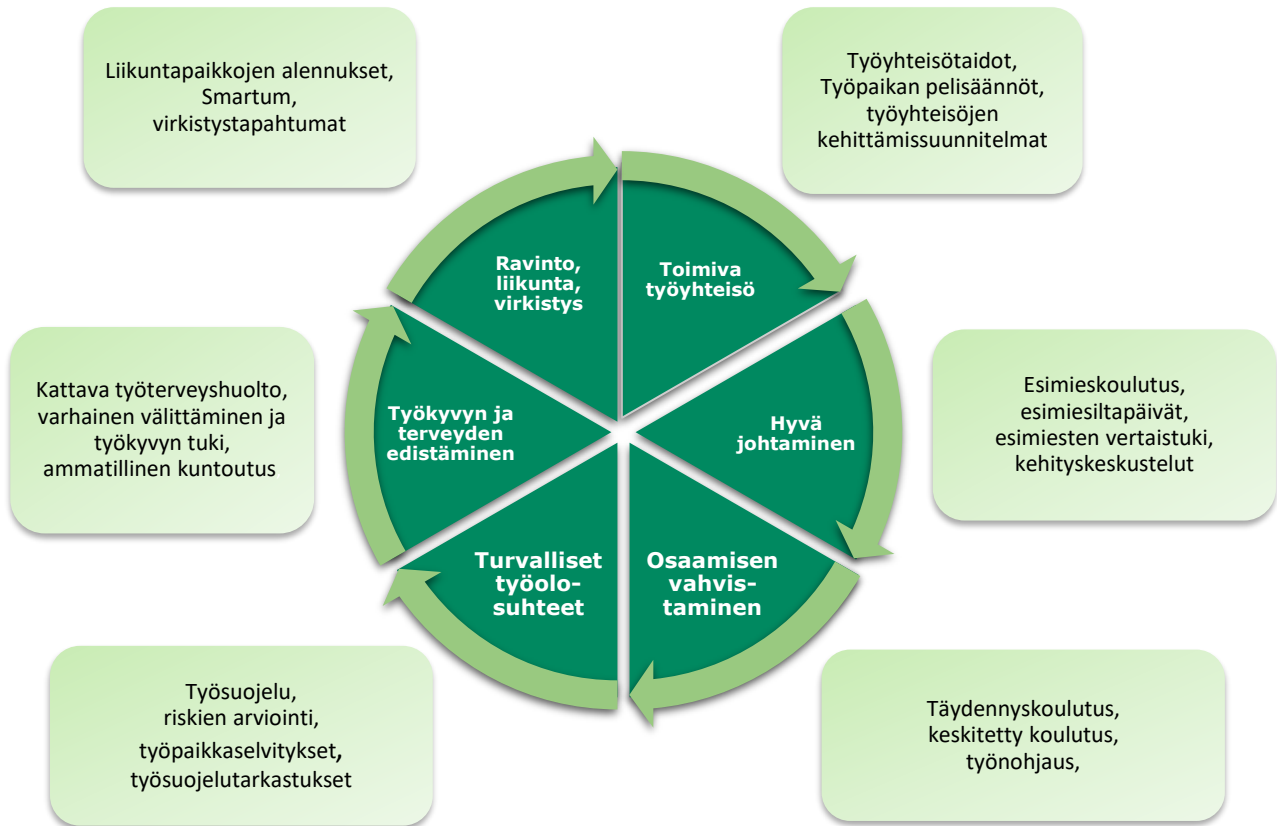 Liikuntapaikkojen alennukset,
Smartum,
virkistystapahtumat
Työyhteisötaidot,
Työpaikan pelisäännöt,
työyhteisöjen
kehittämissuunnitelmat
Ravinto,
liikunta,
virkistys
Toimiva
työyhteisö
Kattava työterveyshuolto,
varhainen välittäminen ja
työkyvyn tuki,
ammatillinen kuntoutus
Työkyvyn ja
terveyden
edistäminen
Hyvä
johtaminen
Esimieskoulutus,
esimiesiltapäivät,
esimiesten vertaistuki,
kehityskeskustelut
Turvalliset
työolo-
suhteet
Osaamisen
vahvis-
taminen
Työsuojelu,
riskien arviointi,
työpaikkaselvitykset,
työsuojelutarkastukset
Täydennyskoulutus,
keskitetty koulutus,
työnohjaus,